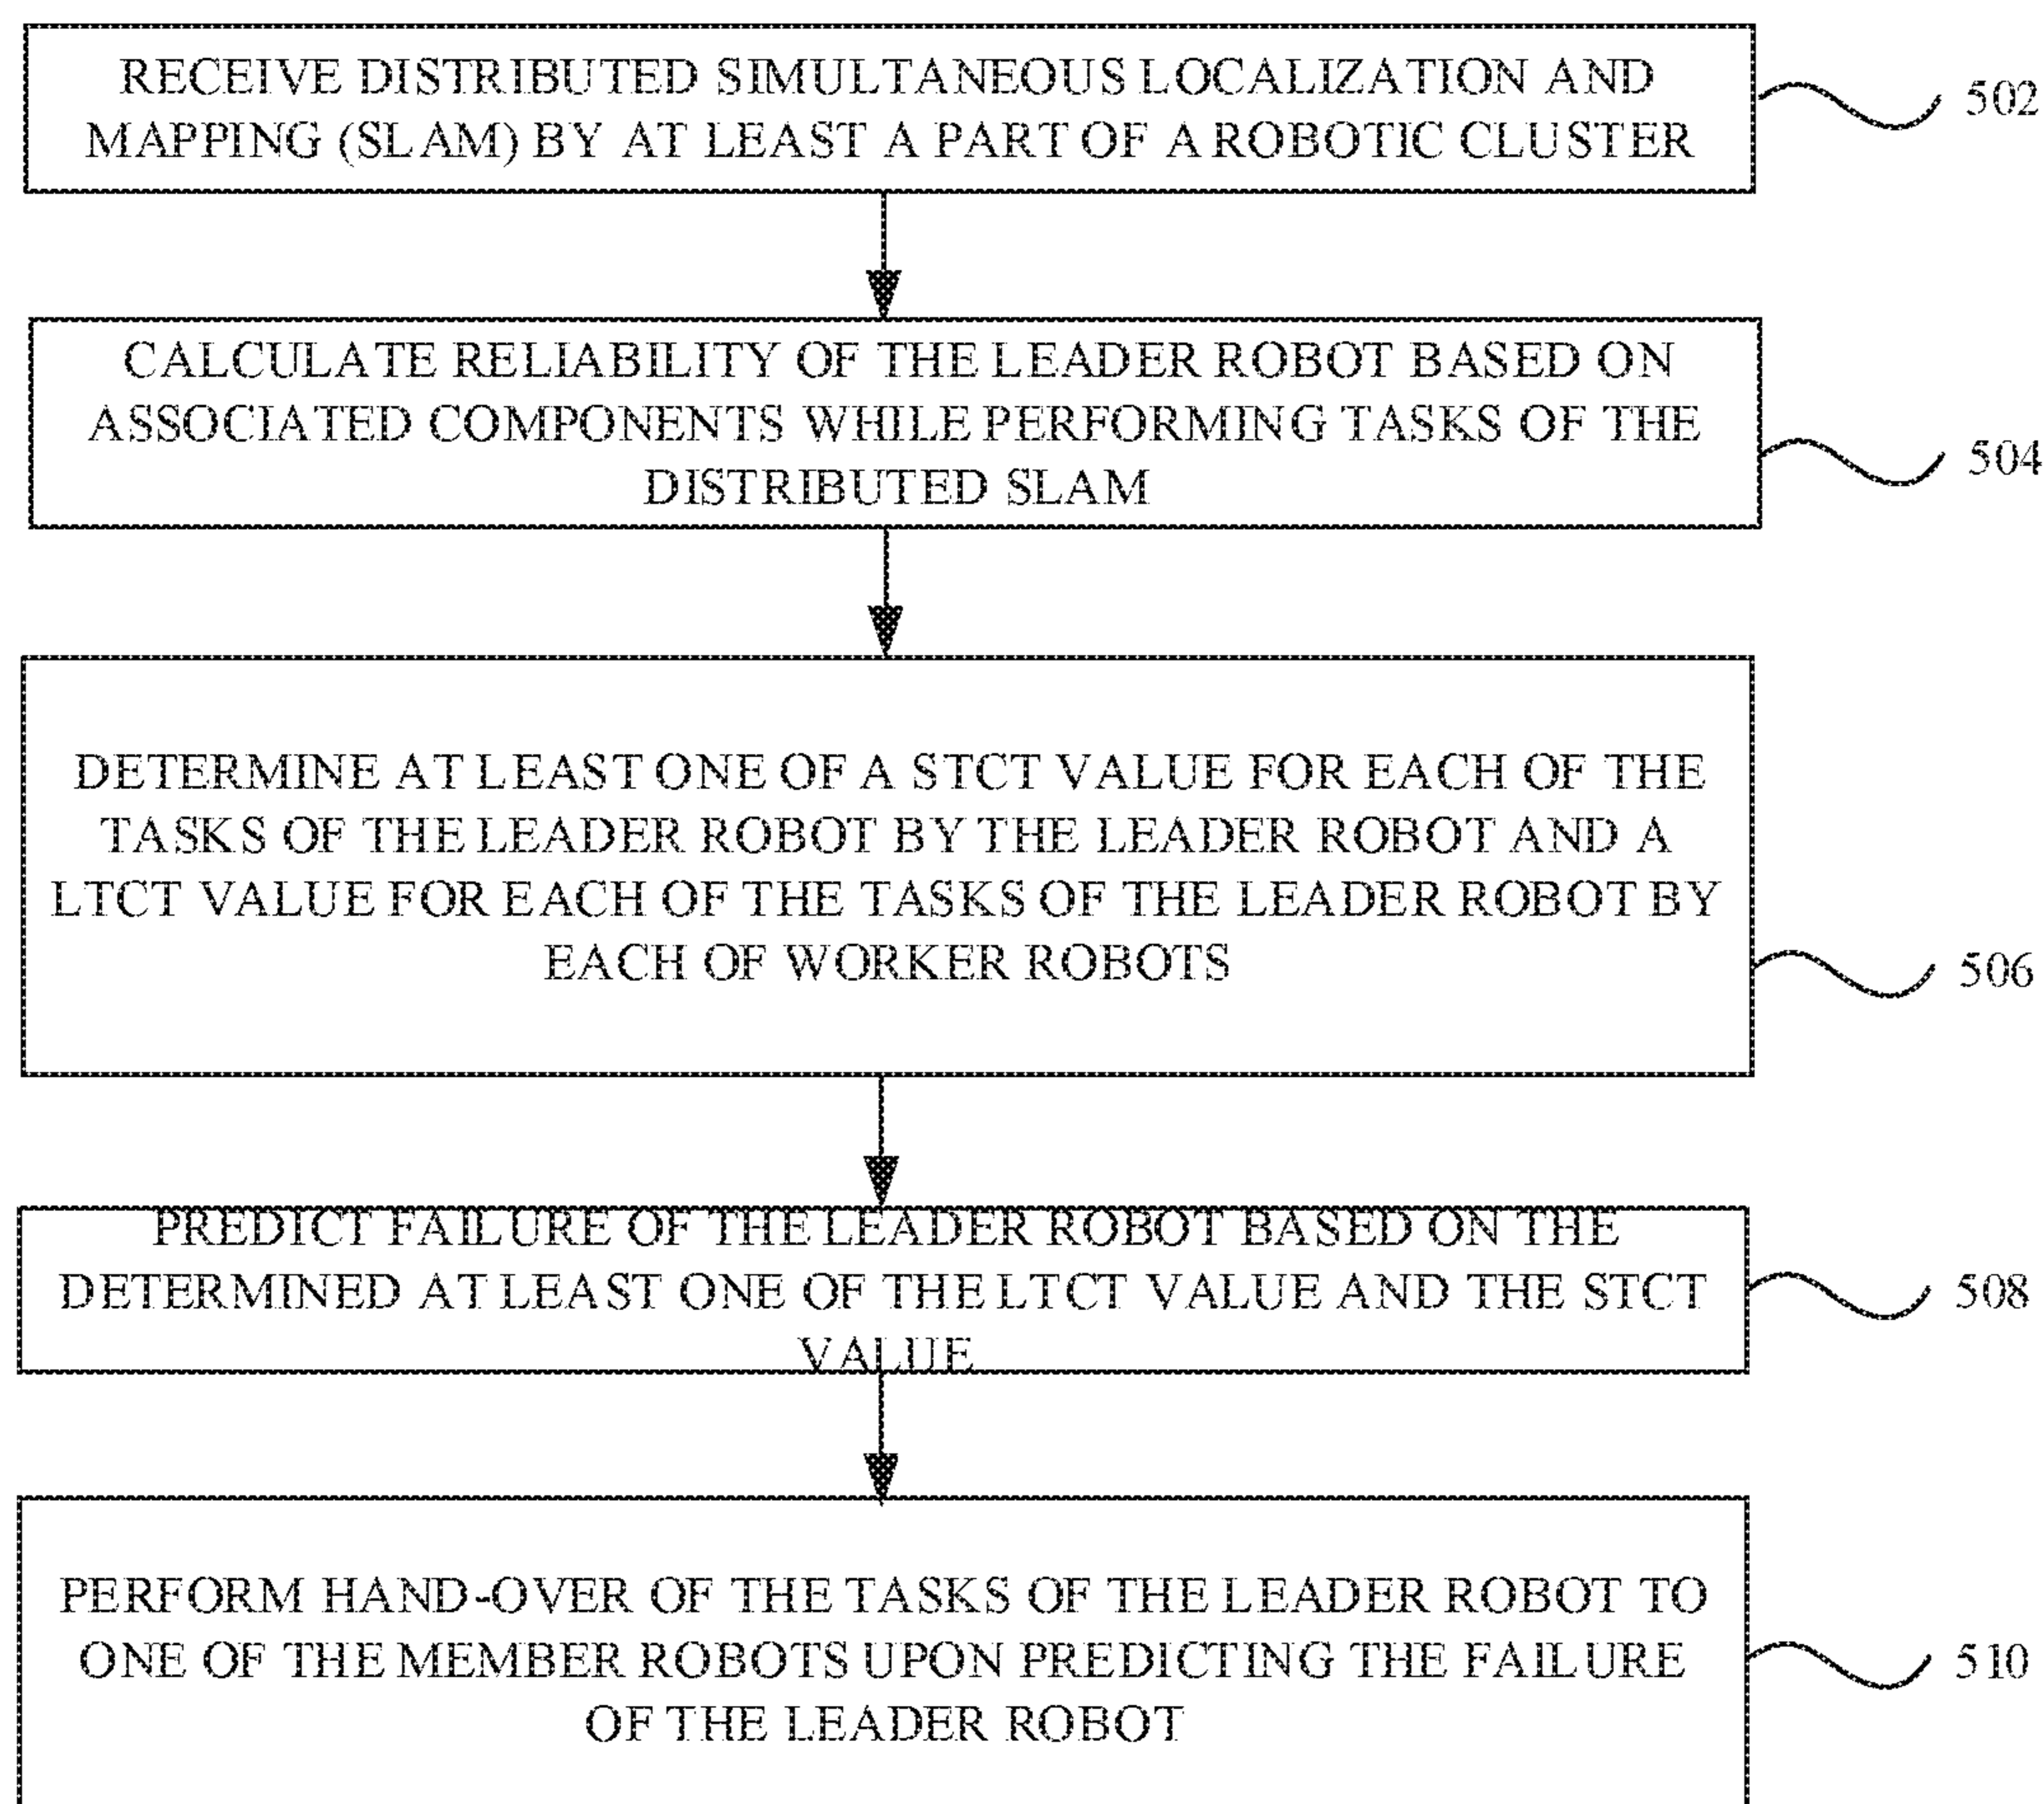 RECEIVE DISTRIBUTED SIMULTANEOUS LOCALIZATION AND
MAPPING (SLAM) BY AT LEAST A PART OF A ROBOTIC CLUSTER
502
CALCULATE RELIABILITY OF THE LEADER ROBOT BASED ON
ASSOCIATED COMPONENTS WHILE PERFORMING TASKS OF THE
DISTRIBUTED SLAM
504
DETERMINE AT LEAST ONE OF A STCT VALUE FOR EACH OF THE
TASKS OF THE LEADER ROBOT BY THE LEADER ROBOT AND A
LTCT VALUE FOR EACH OF THE TASKS OF THE LEADER ROBOT BY
EACH OF WORKER ROBOTS
506
PREDICT FAILURE OF THE LEADER ROBOT BASED ON THE
DETERMINED AT LEAST ONE OF THE LTCT VALUE AND THE STCT
VALUE
508
PERFORM HAND-OVER OF THE TASKS OF THE LEADER ROBOT TO
ONE OF THE MEMBER ROBOTS UPON PREDICTING THE FAILURE
OF THE LEADER ROBOT
510